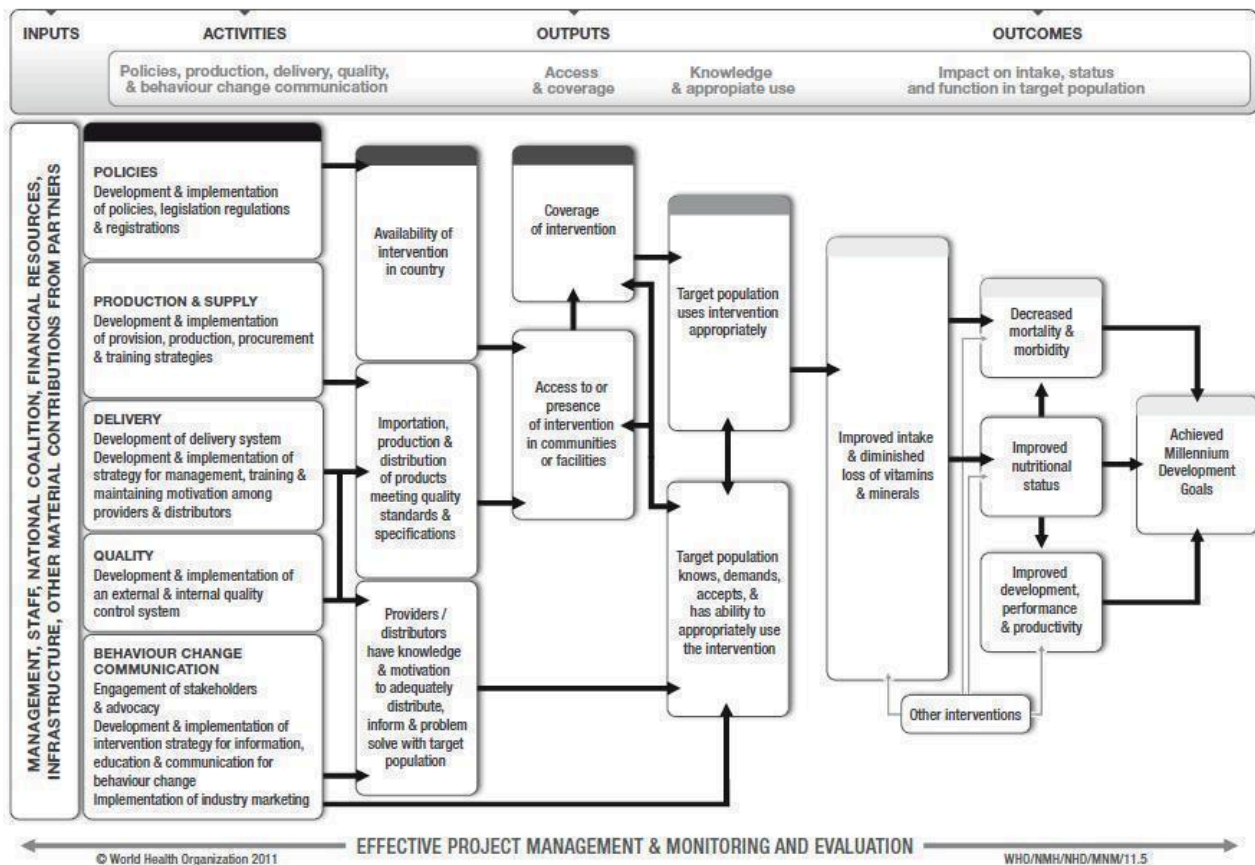 INPUTS
ACTIVITIES
OUTPUTS
OUTCOMES
Policies, production, delivery, quality,
& behaviour change communication
Access
& coverage
Knowledge
& appropiate use
Impact on intake, status
and function in target population
MANAGEMENT, STAFF, NATIONAL COALITION, FINANCIAL RESOURCES,
INFRASTRUCTURE, OTHER MATERIAL CONTRIBUTIONS FROM PARTNERS
POLICIES
Development & implementation
of policies, legislation regulations
& registrations
PRODUCTION & SUPPLY
Development & implementation
of provision, production, procurement
& training strategies
DELIVERY
Development of delivery system
Development & implementation of
strategy for management, training &
maintaining motivation among
providers & distributors
QUALITY
Development & implementation of
an external & internal quality
control system
BEHAVIOUR CHANGE
COMMUNICATION
Engagement of stakeholders
& advocacy
Development & implementation of
intervention strategy for information,
education & communication for
behaviour change
Implementation of industry marketing
Availability of
intervention
in country
Importation,
production &
distribution
of products
meeting quality
standards &
specifications
Providers /
distributors
have knowledge
& motivation
to adequately
distribute,
inform & problem
solve with target
population
Coverage
of intervention
Access to or
presence
of intervention
in communities
or facilities
Target population
uses intervention
appropriately
Target population
knows, demands,
accepts, &
has ability to
appropriately use
the intervention
Improved intake
& diminished
loss of vitamins
& minerals
Decreased
mortality &
morbidity
Improved
nutritional
status
Improved
development,
performance
& productivity
Other interventions
Achieved
Millennium
Development
Goals
EFFECTIVE PROJECT MANAGEMENT & MONITORING AND EVALUATION
© World Health Organization 2011
WHO/NMH/NHD/MNM/11.5